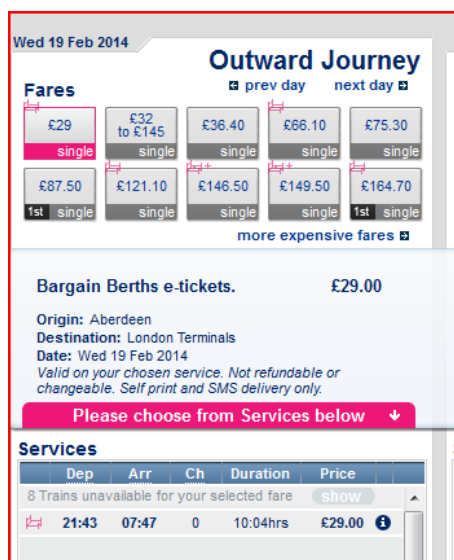 Wed 19 Feb 2014
Outward Journey
prev day next day
Fares
£29 £32 to £145 £36.40 £66.10 £75.30
single single single single single
£87.50 £121.10 £146.50 £149.50 £164.70
1st single single single single 1st single
more expensive fares
Bargain Berths e-tickets. £29.00
Origin: Aberdeen
Destination: London Terminals
Date: Wed 19 Feb 2014
Valid on your chosen service. Not refundable or
changeable. Self print and SMS delivery only.
Please choose from Services below
Services
Dep Arr Ch Duration Price
8 Trains unavailable for your selected fare show
21:43 07:47 0 10:04hrs £29.00